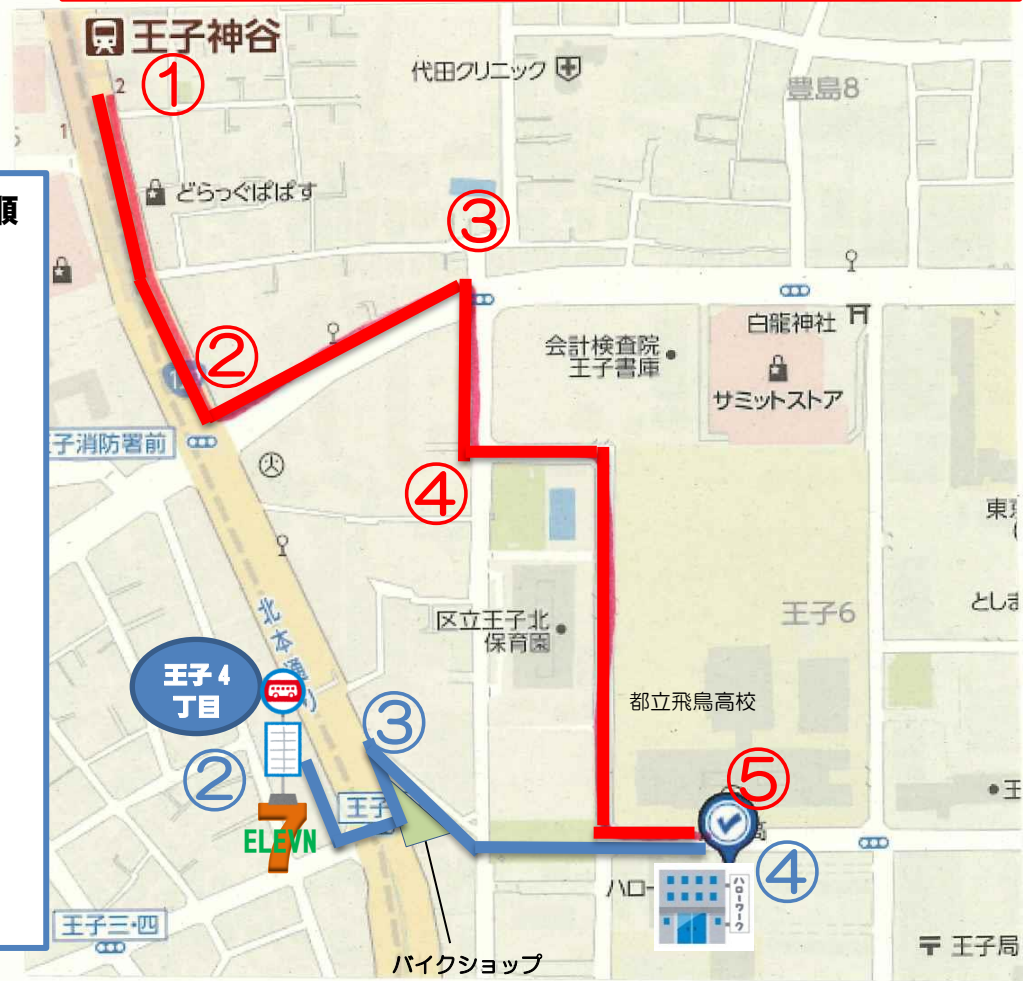 王子神谷
①
2
代田クリニック
豊島8
1
どらっぐぱぱす
順
③
②
白龍神社
会計検査院
王子書庫
サミットストア
子消防署前
④
北本通り
区立王子北
保育園
王子6
王子4
丁目
都立飛鳥高校
③
②
⑤
王子
ELEVN
7
④
ハロー
ハローワーク
王子三・四
〒王子局
バイクショップ